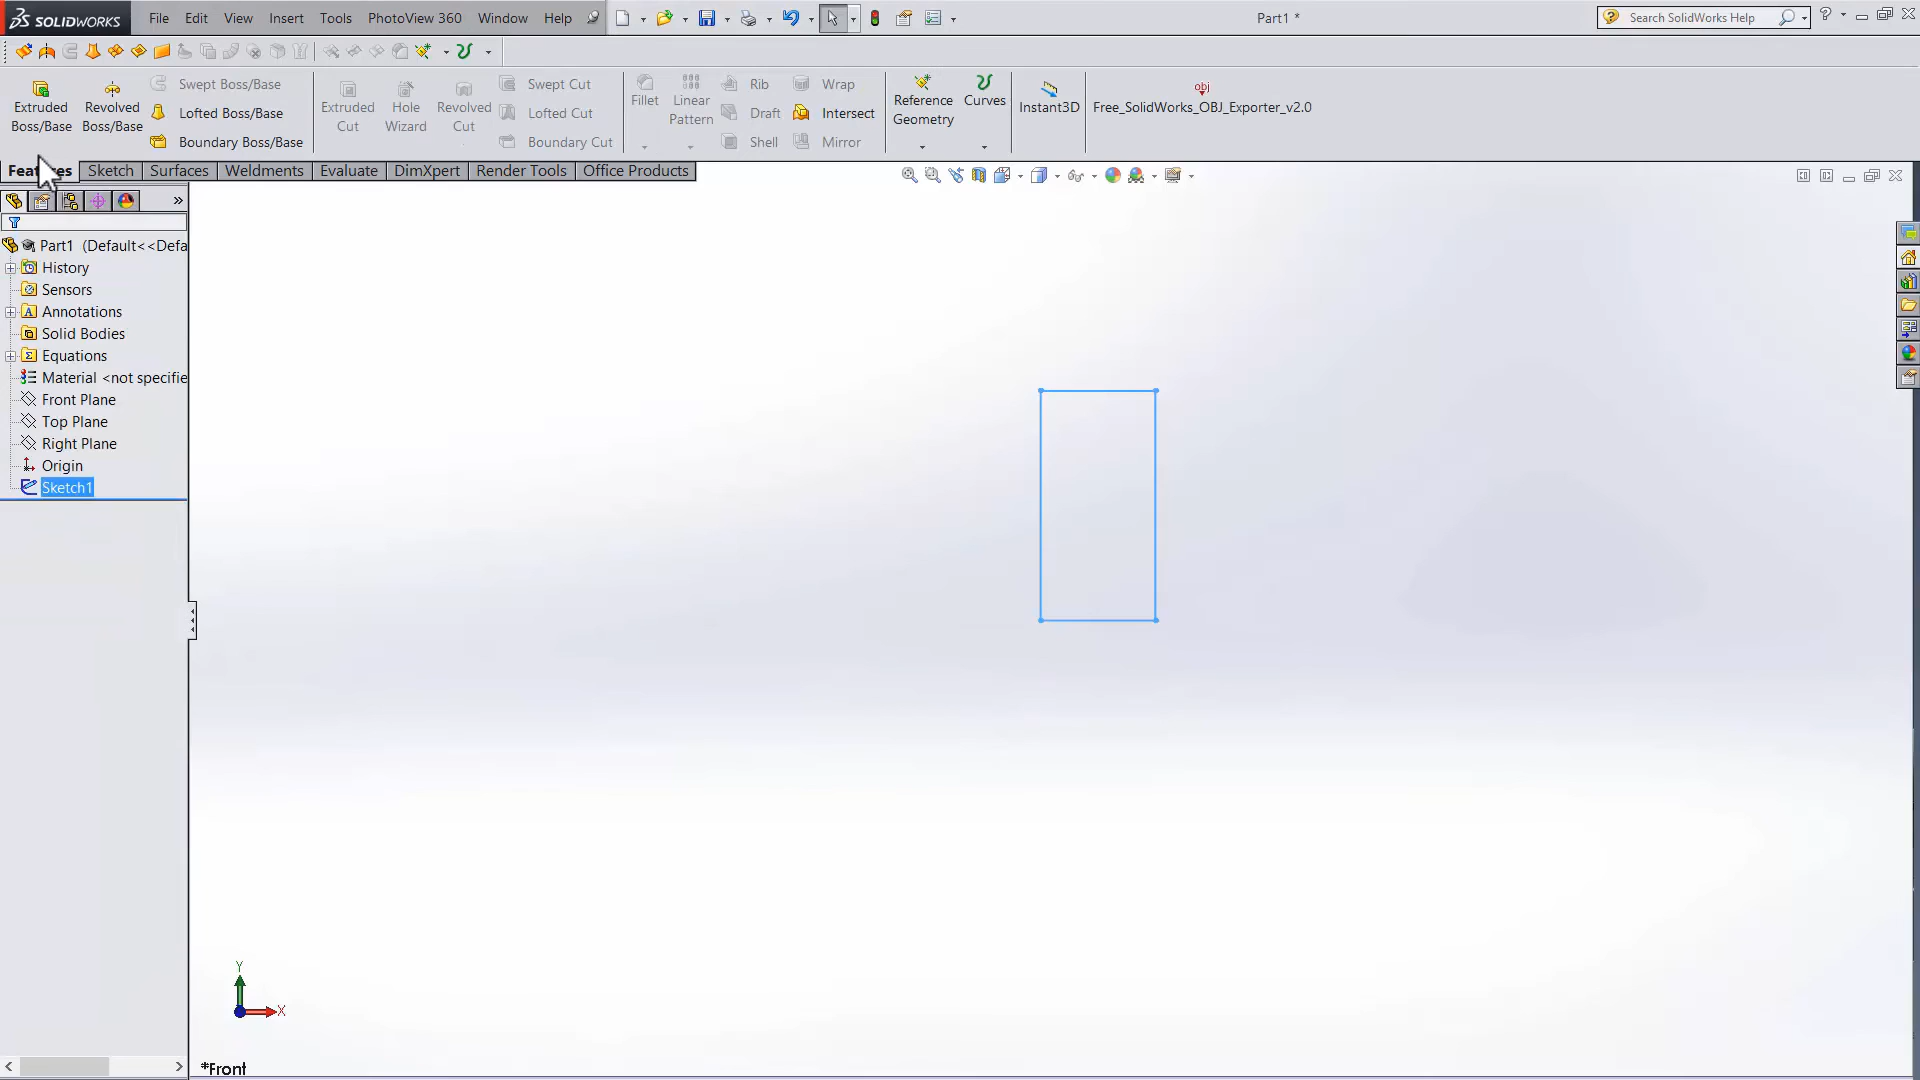 SOLIDWORKS File Edit View Insert Tools PhotoView 360 Window Help Part1 * Search SolidWorks Help
Extruded Boss/Base
Revolved Boss/Base
Swept Boss/Base
Lofted Boss/Base
Boundary Boss/Base
Extruded Cut
Hole Wizard
Revolved Cut
Swept Cut
Lofted Cut
Boundary Cut
Fillet
Linear Pattern
Rib
Draft
Shell
Wrap
Intersect
Mirror
Reference Geometry
Curves
Instant3D
obj
Free_SolidWorks_OBJ_Exporter_v2.0
Features Sketch Surfaces Weldments Evaluate DimXpert Render Tools Office Products
Part1 (Default<<Defa
History
Sensors
Annotations
Solid Bodies
Equations
Material <not specifie
Front Plane
Top Plane
Right Plane
Origin
Sketch1
Y
X
*Front